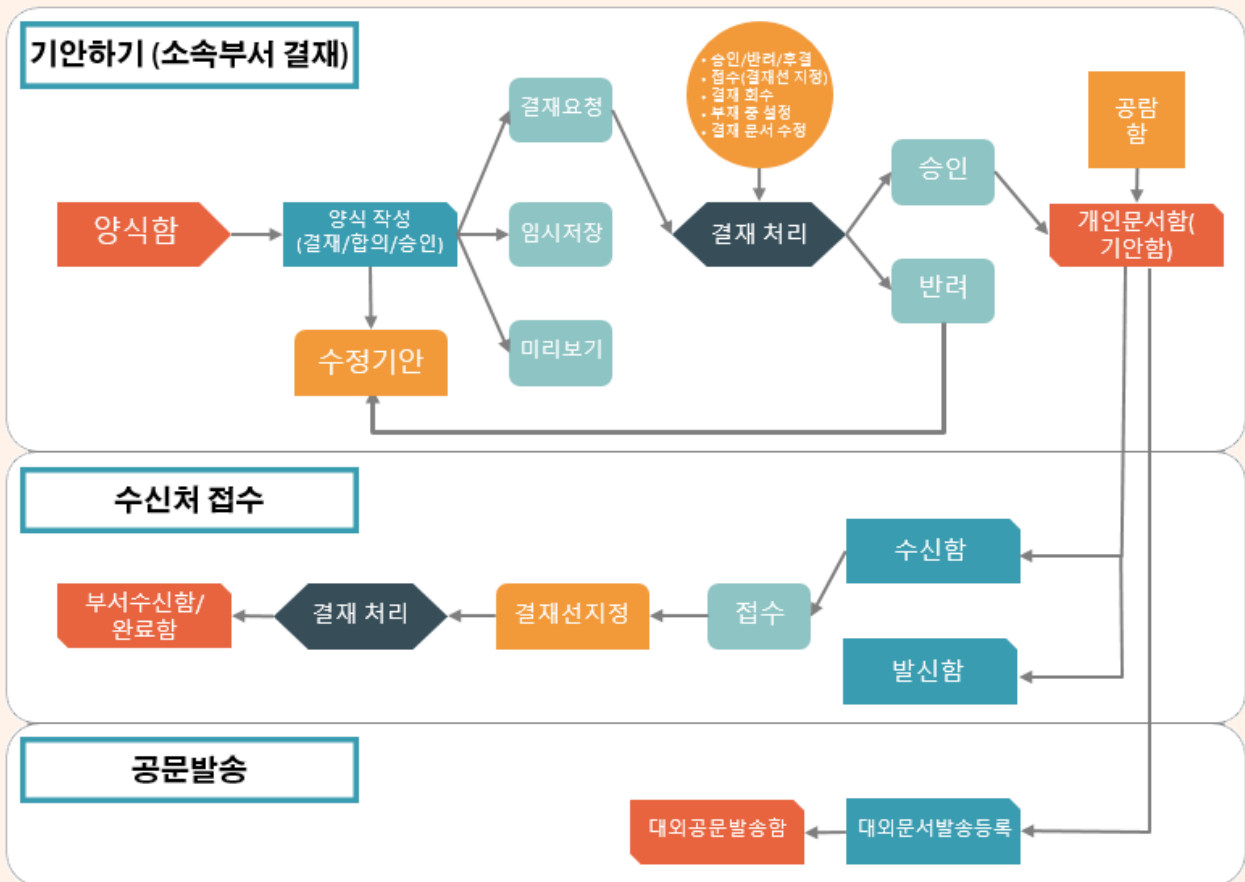 기안하기 (소속부서 결재)
• 승인/반려/후결
• 접수(결재선 지정)
• 결재 회수
• 부재 중 설정
• 결재 문서 수정
결재요청
공람
함
승인
양식함
양식 작성
(결재/합의/승인)
임시저장
결재 처리
개인문서함(
기안함)
반려
수정기안
미리보기
수신처 접수
수신함
부서수신함/
완료함
결재 처리
결재선지정
접수
발신함
공문발송
대외공문발송함
대외문서발송등록